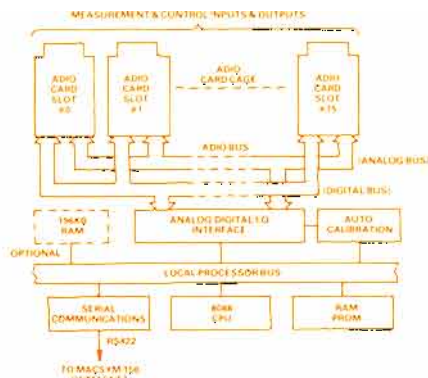 MEASUREMENT & CONTROL INPUTS & OUTPUTS
ADIO
CARD
SLOT
#0
ADIO
CARD
SLOT
#1
ADIO
CARD CAGE
ADIO
CARD
SLOT
#15
ADIO BUS
(ANALOG BUS)
(DIGITAL BUS)
RAM
OPTIONAL
ANALOG DIGITAL I/O
INTERFACE
AUTO
CALIBRATION
LOCAL PROCESSOR BUS
SERIAL
COMMUNICATIONS
8088
CPU
RAM
PROM
RS422
TO MACSYM 150